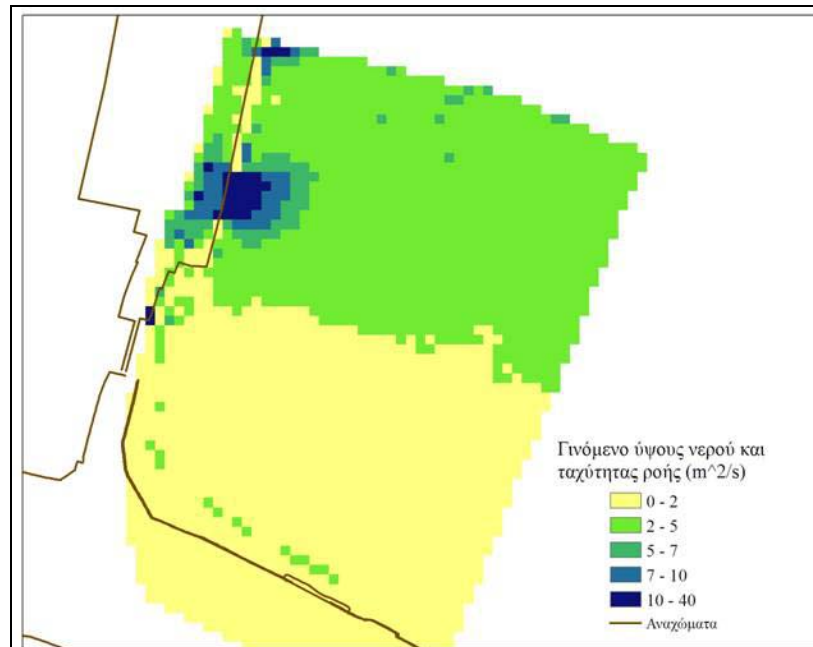 Γινόμενο ύψους νερού και
ταχύτητας ροής (m^2/s)
0 - 2
2 - 5
5 - 7
7 - 10
10 - 40
Αναχώματα